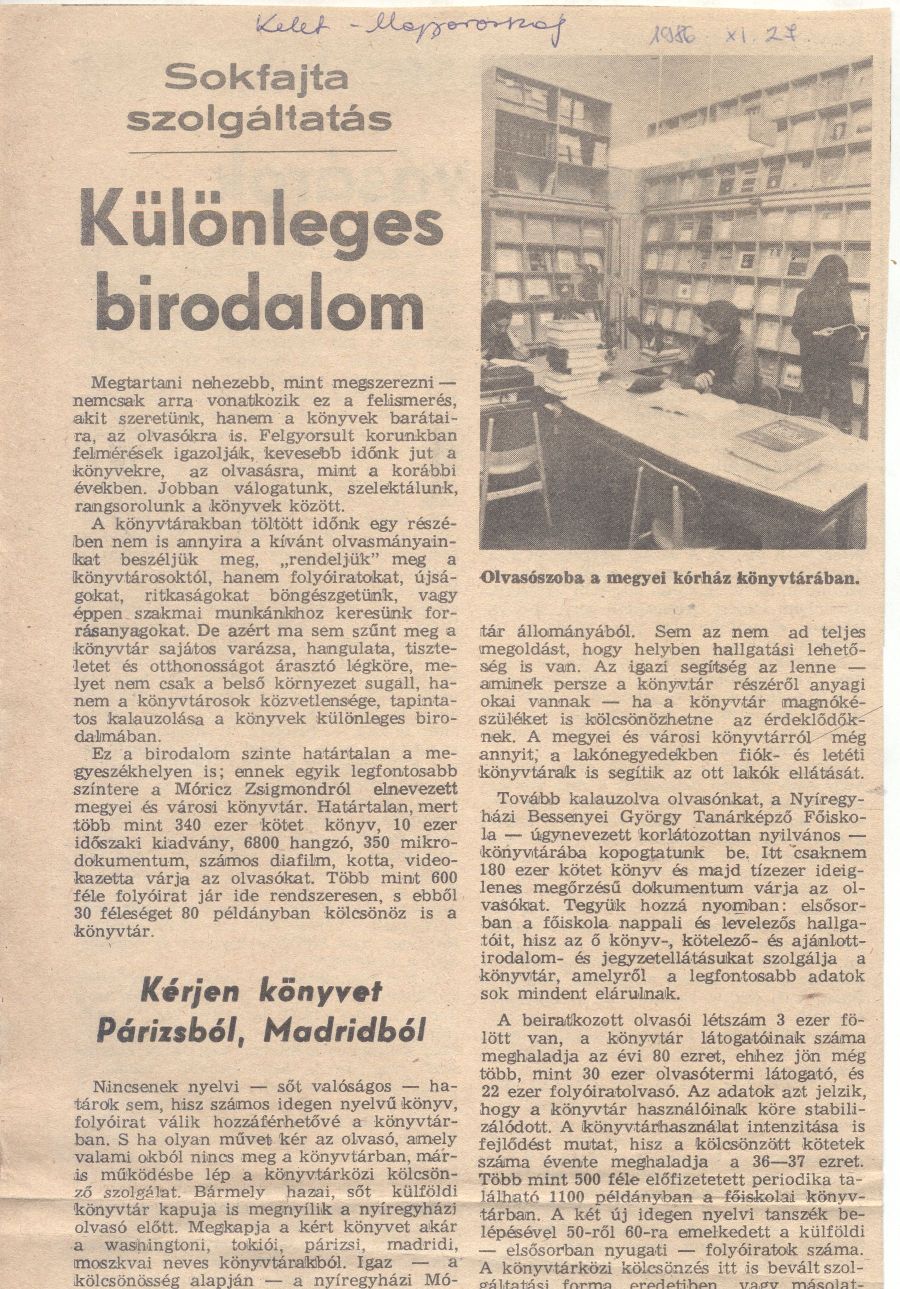 Kelet-Magyarország
1986. XI. 27
Sokfajta
szolgáltatás
Különleges
birodalom
Megtartani nehezebb, mint megszerezni —
nemcsak arra vonatkozik ez a felismerés,
akit szeretünk, hanem a könyvek barátai-
ra, az olvasókra is. Felgyorsult korunkban
felmérések igazolják, kevesebb időnk jut a
könyvekre, az olvasásra, mint a korábbi
években. Jobban válogatunk, szelektálunk,
rangsorolunk a könyvek között.
A könyvtárakban töltött időnk egy részé-
ben nem is annyira a kívánt olvasmányain-
kat beszéljük meg, „rendeljük” meg a
könyvtárosoktól, hanem folyóiratokat, újsá-
gokat, ritkaságokat böngészgetünk, vagy
éppen szakmai munkánkhoz keresünk for-
rásanyagokat. De azért ma sem szűnt meg a
könyvtár sajátos varázsa, hangulata, tiszte-
letet és otthonosságot árasztó légköre, me-
lyet nem csak a belső környezet sugall, ha-
nem a könyvtárosok közvetlensége, tapinta-
tos kalauzolása a könyvek különleges biro-
dalmában.
Ez a birodalom szinte határtalan a me-
gyeszékhelyen is; ennek egyik legfontosabb
színtere a Móricz Zsigmondról elnevezett
megyei és városi könyvtár. Határtalan, mert
több mint 340 ezer kötet könyv, 10 ezer
időszaki kiadvány, 6800 hangzó, 350 mikro-
dokumentum, számos diafilm, kotta, video-
kazetta várja az olvasókat. Több mint 600
féle folyóirat jár ide rendszeresen, s ebből
30 féleséget 80 példányban kölcsönöz is a
könyvtár.
Kérjen könyvet
Párizsból, Madridból
Nincsenek nyelvi — sőt valóságos — ha-
tárok sem, hisz számos idegen nyelvű könyv,
folyóirat válik hozzáférhetővé a könyvtár-
ban. S ha olyan művet kér az olvasó, amely
valami okból nincs meg a könyvtárban, már-
is működésbe lép a könyvtárközi kölcsön-
ző szolgálat. Bármely hazai, sőt külföldi
könyvtár kapuja is megnyílik a nyíregyházi
olvasó előtt. Megkapja a kért könyvet akár
a washingtoni, tokiói, párizsi, madridi,
moszkvai neves könyvtárakból. Igaz — a
kölcsönösség alapján — a nyíregyházi Mó-
Olvasószoba a megyei kórház könyvtárában.
tár állományából. Sem az nem ad teljes
megoldást, hogy helyben hallgatási lehető-
ség is van. Az igazi segítség az lenne —
aminek persze a könyvtár részéről anyagi
okai vannak — ha a könyvtár magnóké-
szüléket is kölcsönözhetne az érdeklődők-
nek. A megyei és városi könyvtárról még
annyit, a lakónegyedekben fiók- és letéti
könyvtárak is segítik az ott lakók ellátását.
Tovább kalauzolva olvasónkat, a Nyíregy-
házi Bessenyei György Tanárképző Főisko-
la — úgynevezett korlátozottan nyilvános —
könyvtárába kopogtatunk be. Itt csaknem
180 ezer kötet könyv és majd tízezer ideig-
lenes megőrzésű dokumentum várja az ol-
vasókat. Tegyük hozzá nyomban: elsősor-
ban a főiskola nappali és levelezős hallga-
tóit, hisz az ő könyv-, kötelező- és ajánlott-
irodalom- és jegyzetellátásukat szolgálja a
könyvtár, amelyről a legfontosabb adatok
sok mindent elárulnak.
A beiratkozott olvasói létszám 3 ezer fö-
lött van, a könyvtár látogatóinak száma
meghaladja az évi 80 ezret, ehhez jön még
több, mint 30 ezer olvasótermi látogató, és
22 ezer folyóiratolvasó. Az adatok azt jelzik,
hogy a könyvtár használóinak köre stabili-
zálódott. A könyvtárhasználat intenzitása is
fejlődést mutat, hisz a kölcsönzött kötetek
száma évente meghaladja a 36—37 ezret.
Több mint 500 féle előfizetetett periodika ta-
lálható 1100 példányban a főiskolai könyv-
tárban. A két új idegen nyelvi tanszék be-
lépésével 50-ről 60-ra emelkedett a külföldi
— elsősorban nyugati — folyóiratok száma.
A könyvtárközi kölcsönzés itt is bevált szol-
gáltatási forma, eredetiben, vagy másolat-